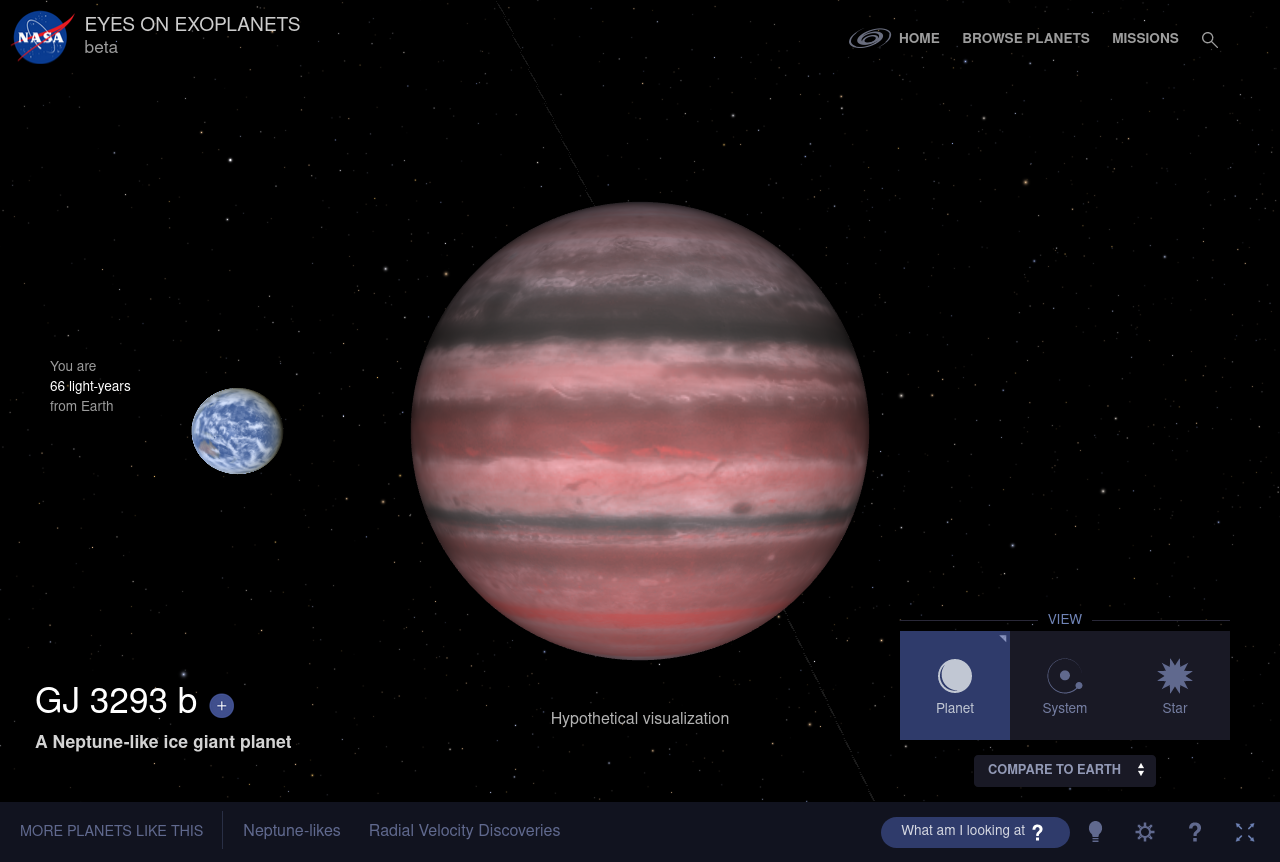 NASA
EYES ON EXOPLANETS
beta
HOME
BROWSE PLANETS
MISSIONS
You are
66 light-years
from Earth
GJ 3293 b +
A Neptune-like ice giant planet
Hypothetical visualization
VIEW
Planet
System
Star
COMPARE TO EARTH
MORE PLANETS LIKE THIS
Neptune-likes
Radial Velocity Discoveries
What am I looking at ?
?